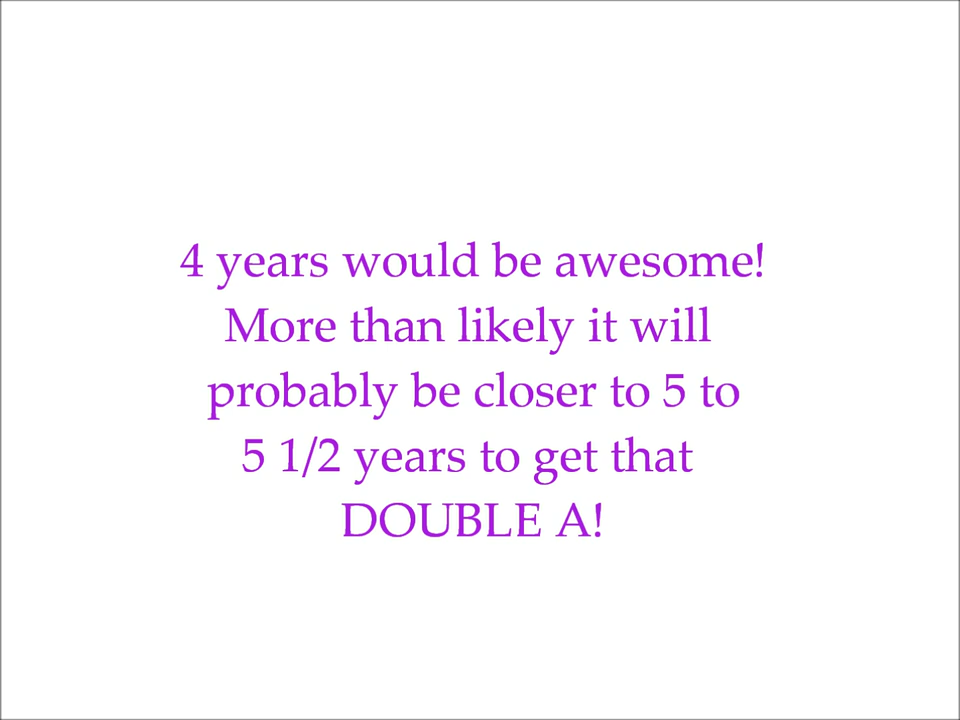 4 years would be awesome!
More than likely it will
probably be closer to 5 to
5 1/2 years to get that
DOUBLE A!